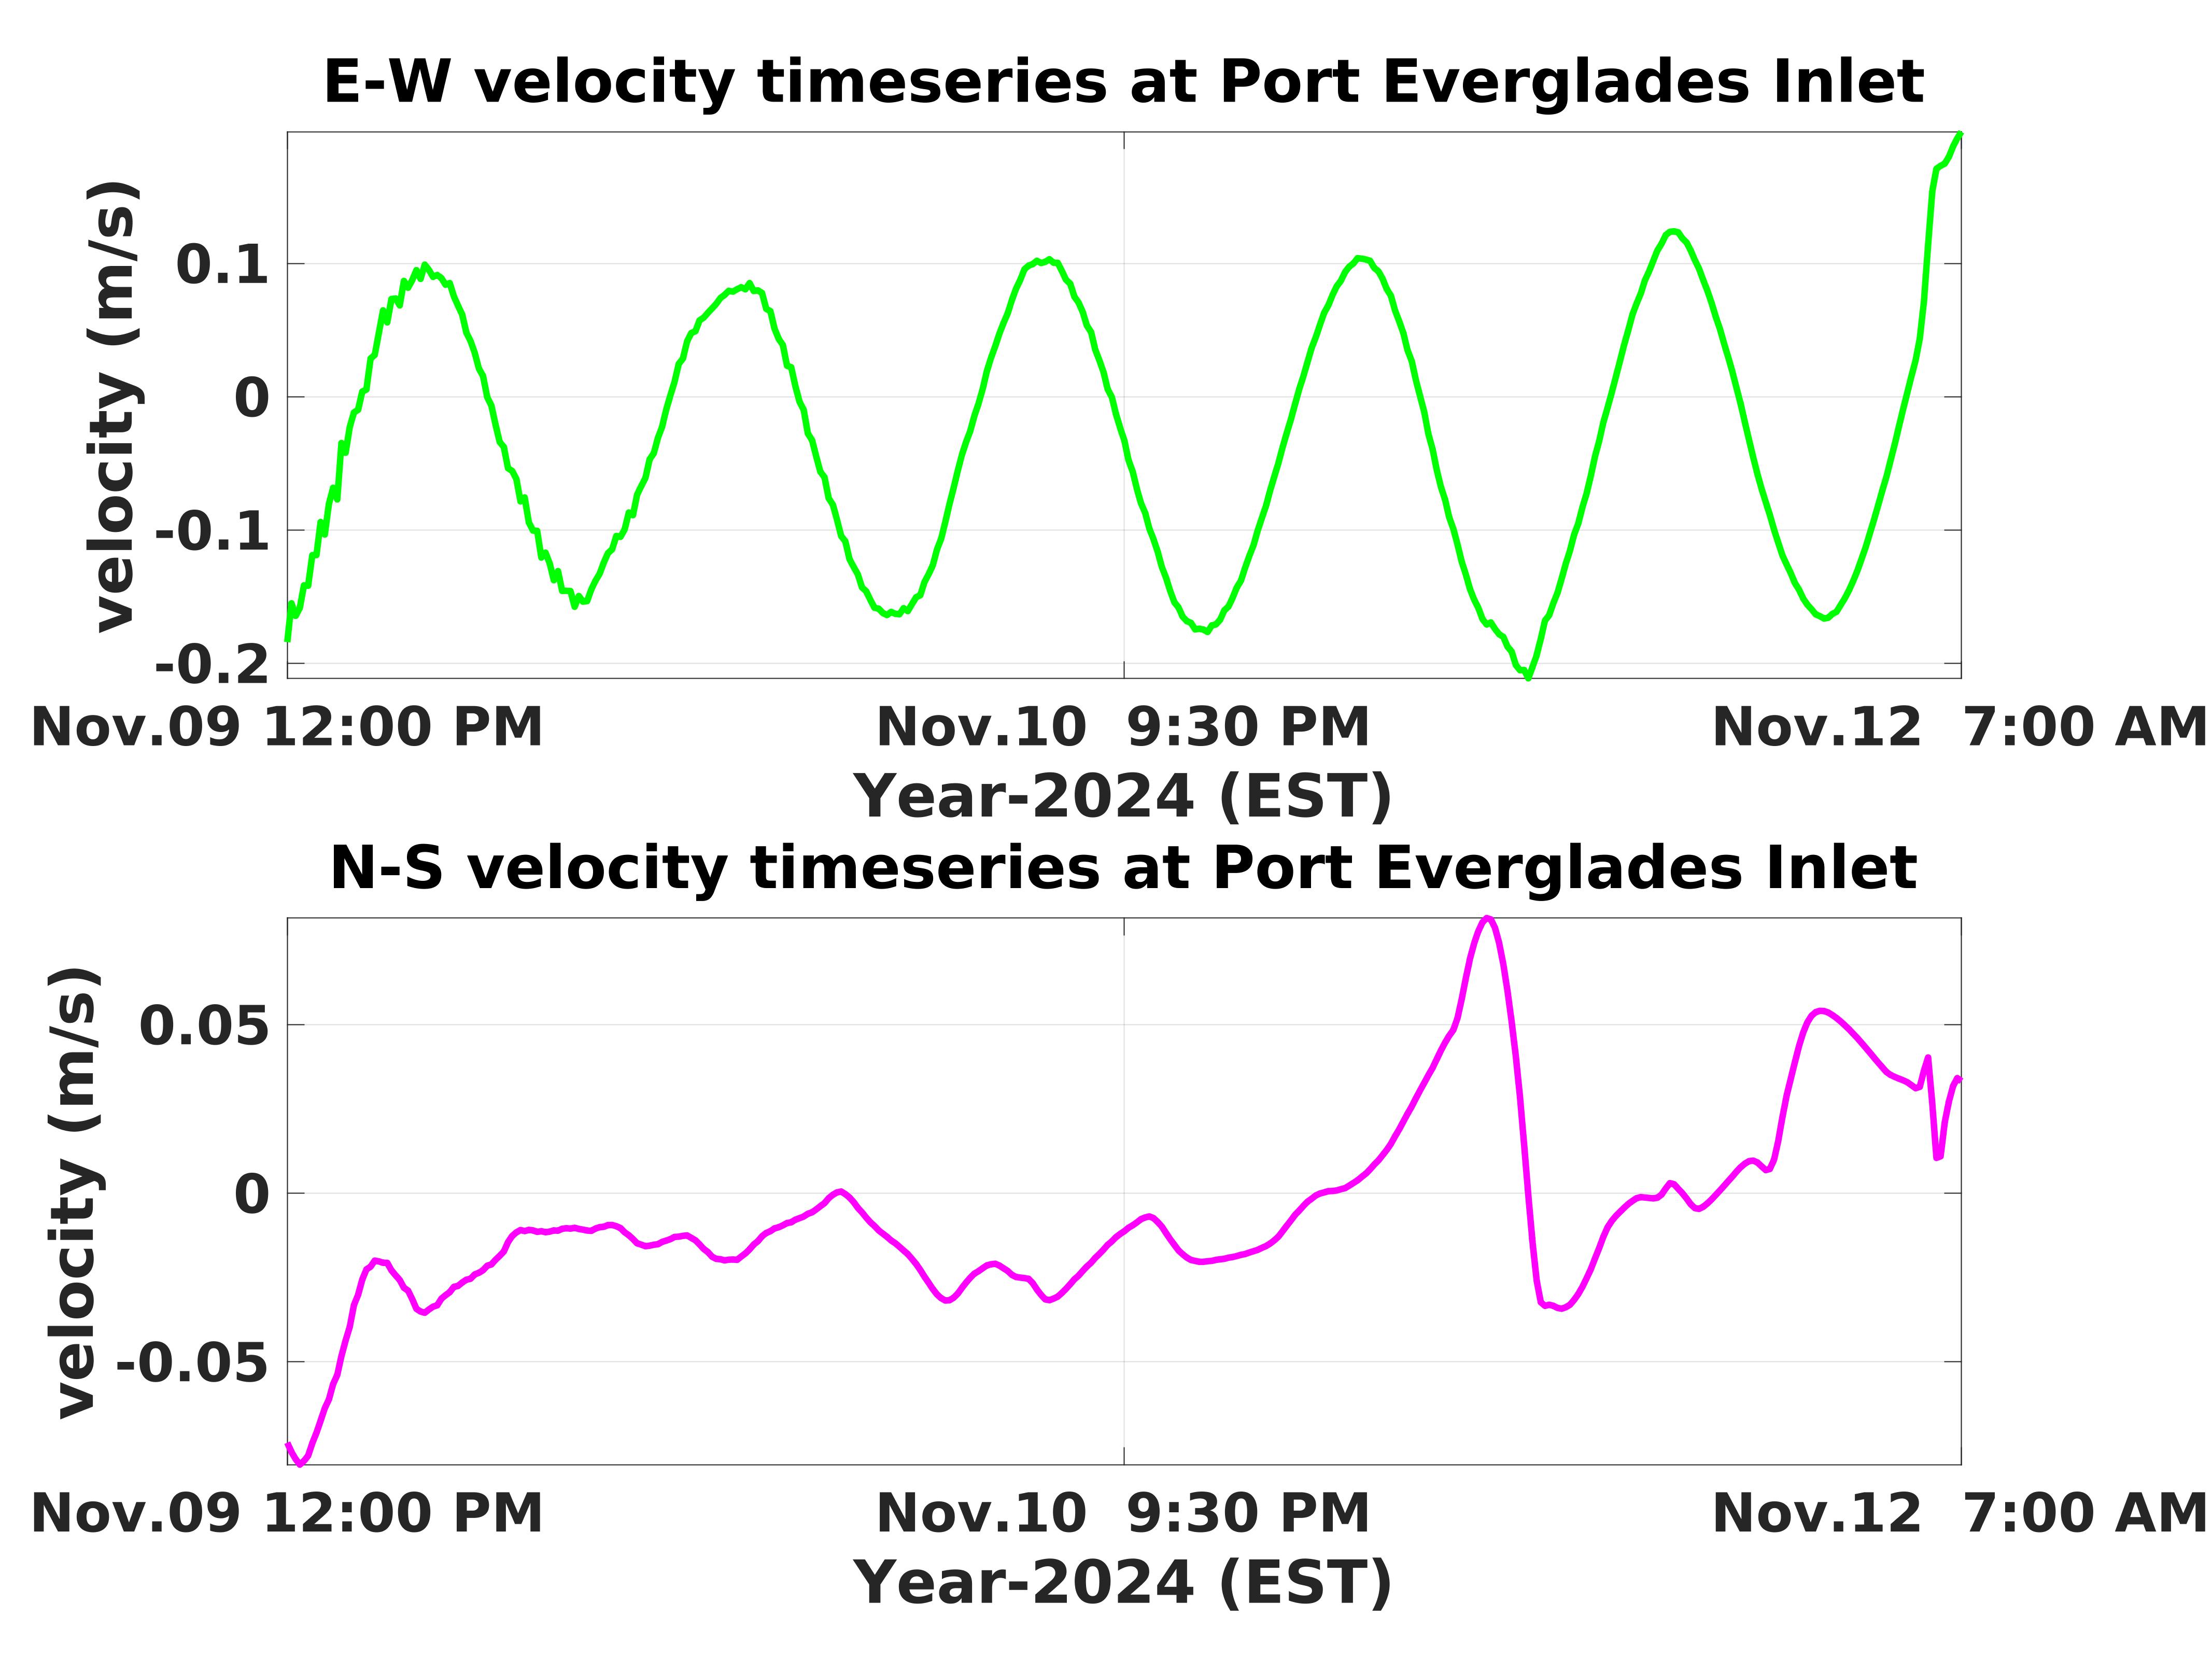 E-W velocity timeseries at Port Everglades Inlet
velocity (m/s)
0.1
0
-0.1
-0.2
Nov.09 12:00 PM Nov.10  9:30 PM Nov.12  7:00 AM
Year-2024 (EST)
N-S velocity timeseries at Port Everglades Inlet
velocity (m/s)
0.05
0
-0.05
Nov.09 12:00 PM Nov.10  9:30 PM Nov.12  7:00 AM
Year-2024 (EST)